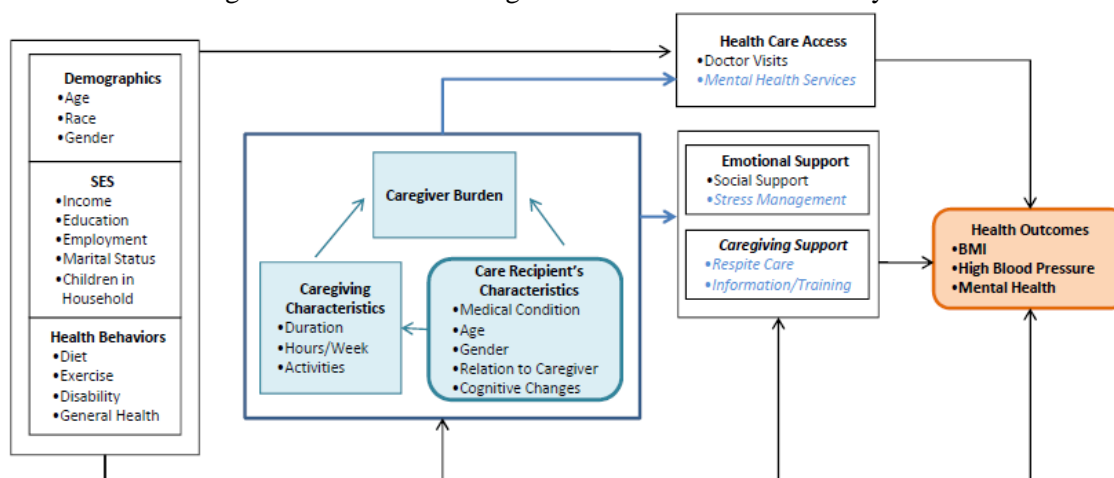 Demographics
•Age
•Race
•Gender
SES
•Income
•Education
•Employment
•Marital Status
•Children in
Household
Health Behaviors
•Diet
•Exercise
•Disability
•General Health
Caregiver Burden
Caregiving
Characteristics
•Duration
•Hours/Week
•Activities
Care Recipient's
Characteristics
•Medical Condition
•Age
•Gender
•Relation to Caregiver
•Cognitive Changes
Health Care Access
•Doctor Visits
•Mental Health Services
Emotional Support
•Social Support
•Stress Management
Caregiving Support
•Respite Care
•Information/Training
Health Outcomes
•BMI
•High Blood Pressure
•Mental Health